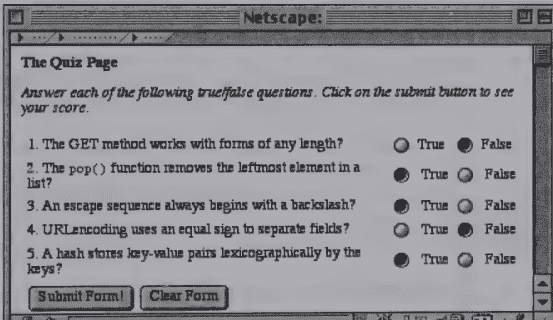 Netscape:
The Quiz Page
Answer each of the following true/false questions. Click on the submit button to see
your score.
1. The GET method works with forms of any length? True False
2. The pop() function removes the leftmost element in a
list? True False
3. An escape sequence always begins with a backslash? True False
4. URLencoding uses an equal sign to separate fields? True False
5. A hash stores key-value pairs lexicographically by the
keys? True False
Submit Form! Clear Form